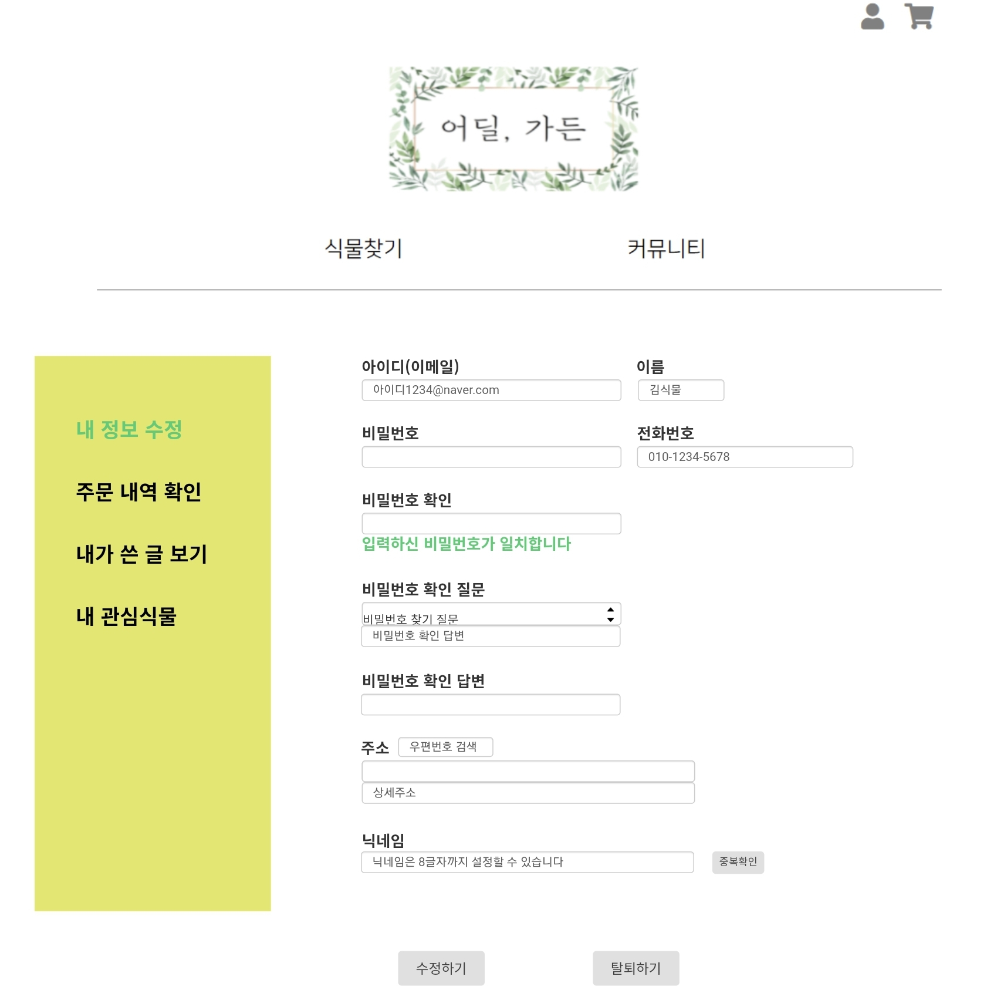 어딜, 가든
식물찾기
커뮤니티
내 정보 수정
주문 내역 확인
내가 쓴 글 보기
내 관심식물
아이디(이메일)
아이디1234@naver.com
이름
김식물
비밀번호
전화번호
010-1234-5678
비밀번호 확인
입력하신 비밀번호가 일치합니다
비밀번호 확인 질문
비밀번호 찾기 질문
비밀번호 확인 답변
비밀번호 확인 답변
주소
우편번호 검색
상세주소
닉네임
닉네임은 8글자까지 설정할 수 있습니다
중복확인
수정하기
탈퇴하기